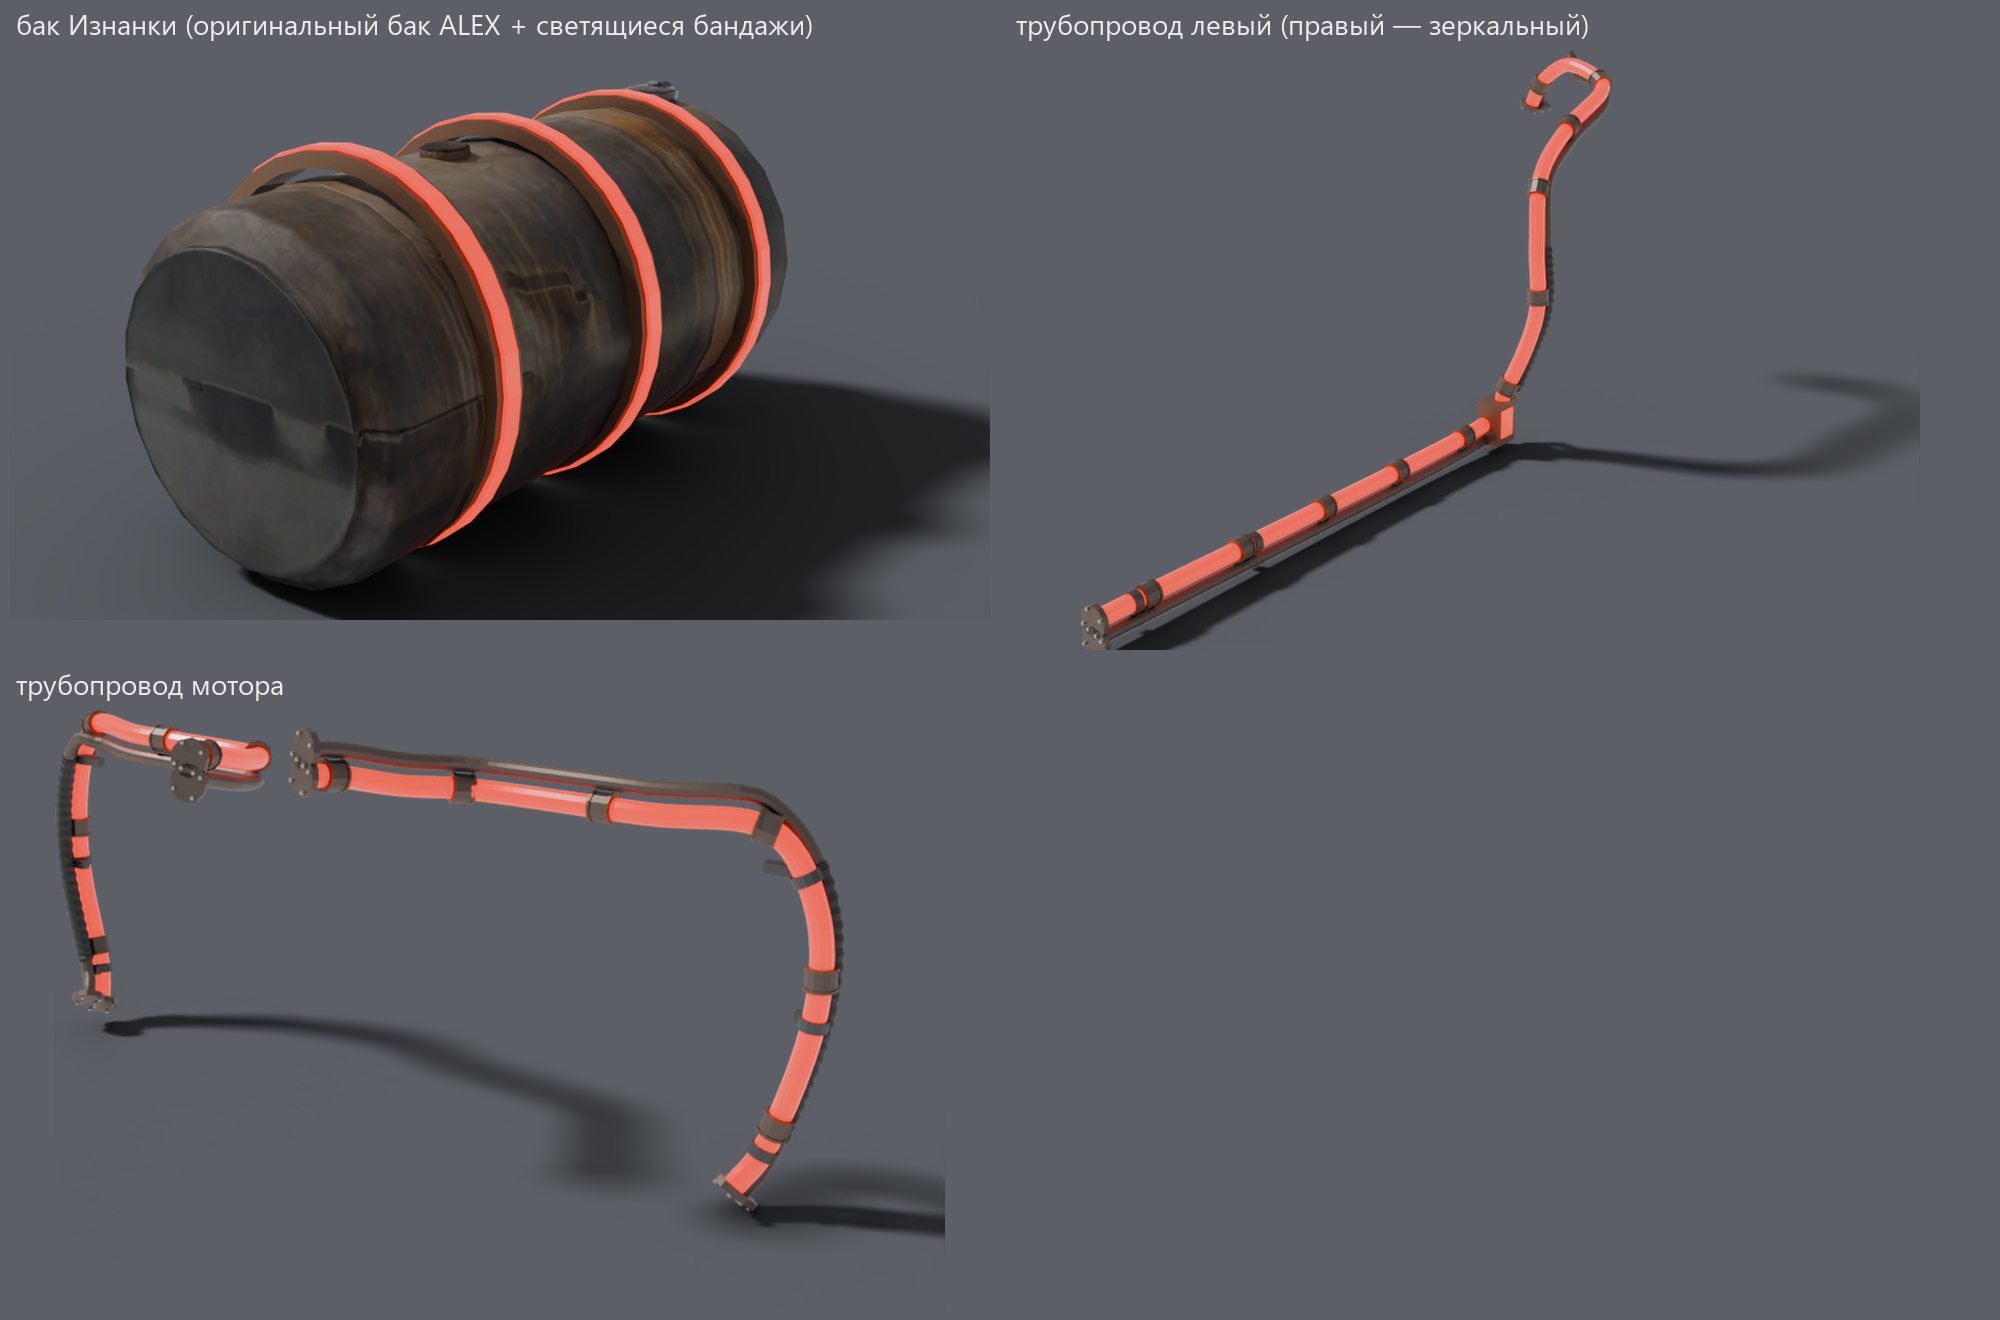 бак Изнанки (оригинальный бак ALEX + светящиеся бандажи)
трубопровод левый (правый — зеркальный)
трубопровод мотора